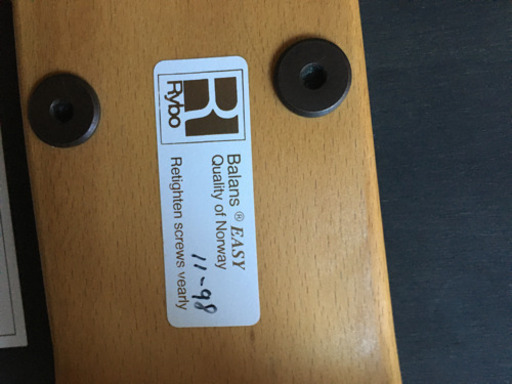 Rybo
Balans ® EASY
Quality of Norway
11-98
Retighten screws yearly